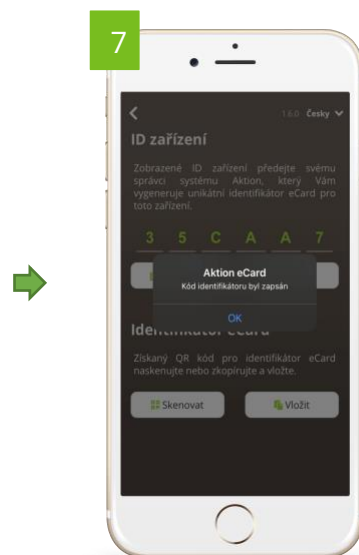 7
1.6.0 Česky
ID zařízení
Zobrazené ID zařízení předejte svému
správci systému Aktion, který Vám
vygeneruje unikátní identifikátor eCard pro
toto zařízení.
3 5 C A A 7
Aktion eCard
Kód identifikátoru byl zapsán
OK
Identifikátor eCardu
Získaný QR kód pro identifikátor eCard
naskenujte nebo zkopírujte a vložte.
Skenovat Vložit